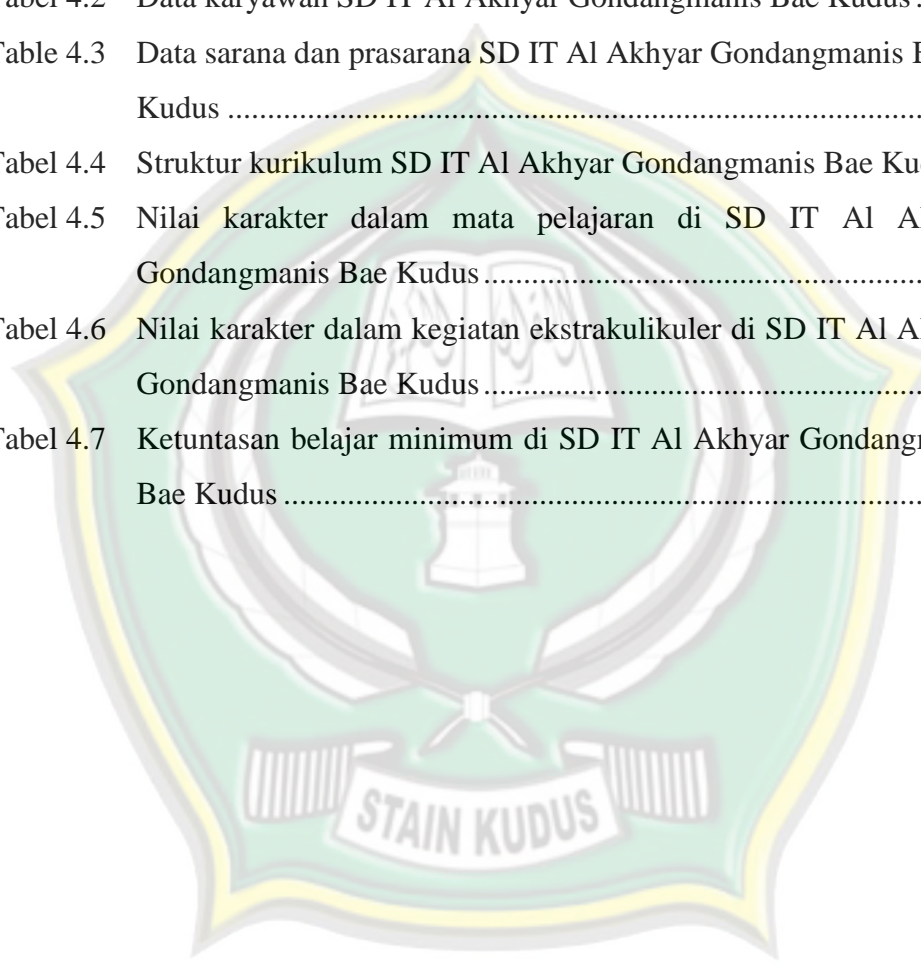 Tabel 4.2 Data karyawan SD IT Al Akhyar Gondangmanis Bae Kudus .
Table 4.3 Data sarana dan prasarana SD IT Al Akhyar Gondangmanis
Kudus ...............................................................................................
Tabel 4.4 Struktur kurikulum SD IT Al Akhyar Gondangmanis Bae
Tabel 4.5 Nilai karakter dalam mata pelajaran di SD IT Al
Gondangmanis Bae Kudus .......................................................
Tabel 4.6 Nilai karakter dalam kegiatan ekstrakulikuler di SD IT Al
Gondangmanis Bae Kudus .......................................................
Tabel 4.7 Ketuntasan belajar minimum di SD IT Al Akhyar
Bae Kudus ................................................................................
STAIN KUDUS